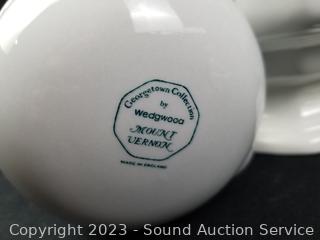 Georgetown Collection
by
Wedgwood
MOUNT
VERNON
MADE IN ENGLAND
Copyright 2023 - Sound Auction Service